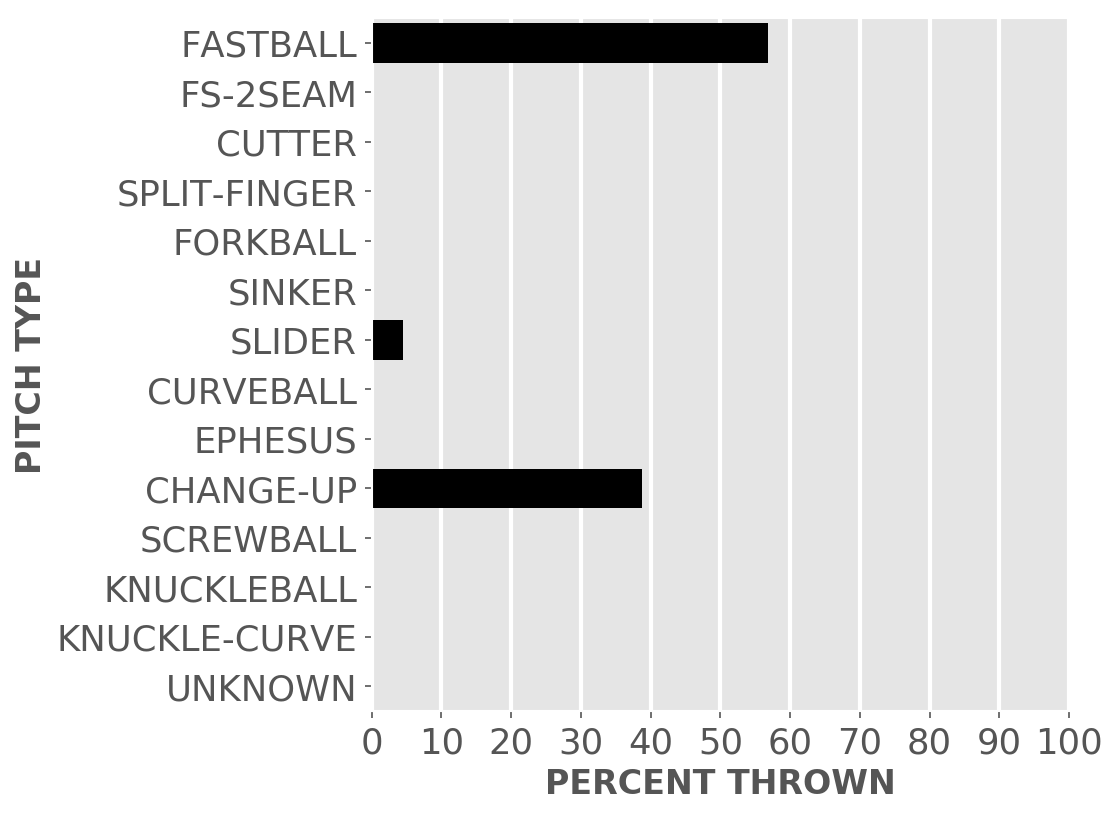 FASTBALL
FS-2SEAM
CUTTER
SPLIT-FINGER
FORKBALL
SINKER
SLIDER
CURVEBALL
EPHESUS
CHANGE-UP
SCREWBALL
KNUCKLEBALL
KNUCKLE-CURVE
UNKNOWN
PITCH TYPE
0 10 20 30 40 50 60 70 80 90 100
PERCENT THROWN